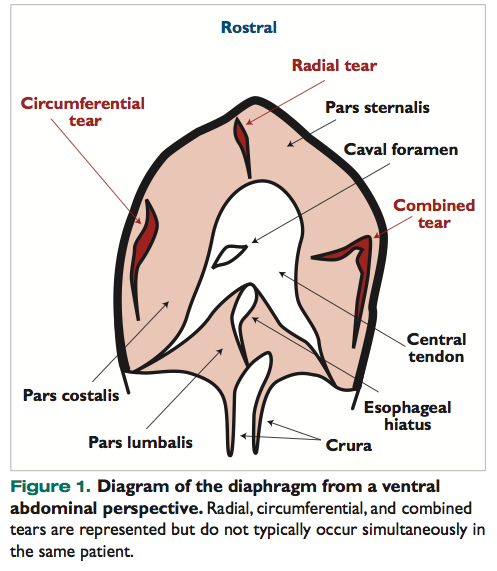 Rostral
Radial tear
Circumferential
tear
Pars sternalis
Caval foramen
Combined
tear
Central
tendon
Pars costalis
Esophageal
hiatus
Pars lumbalis
Crura
Figure 1. Diagram of the diaphragm from a ventral
abdominal perspective. Radial, circumferential, and combined
tears are represented but do not typically occur simultaneously in
the same patient.